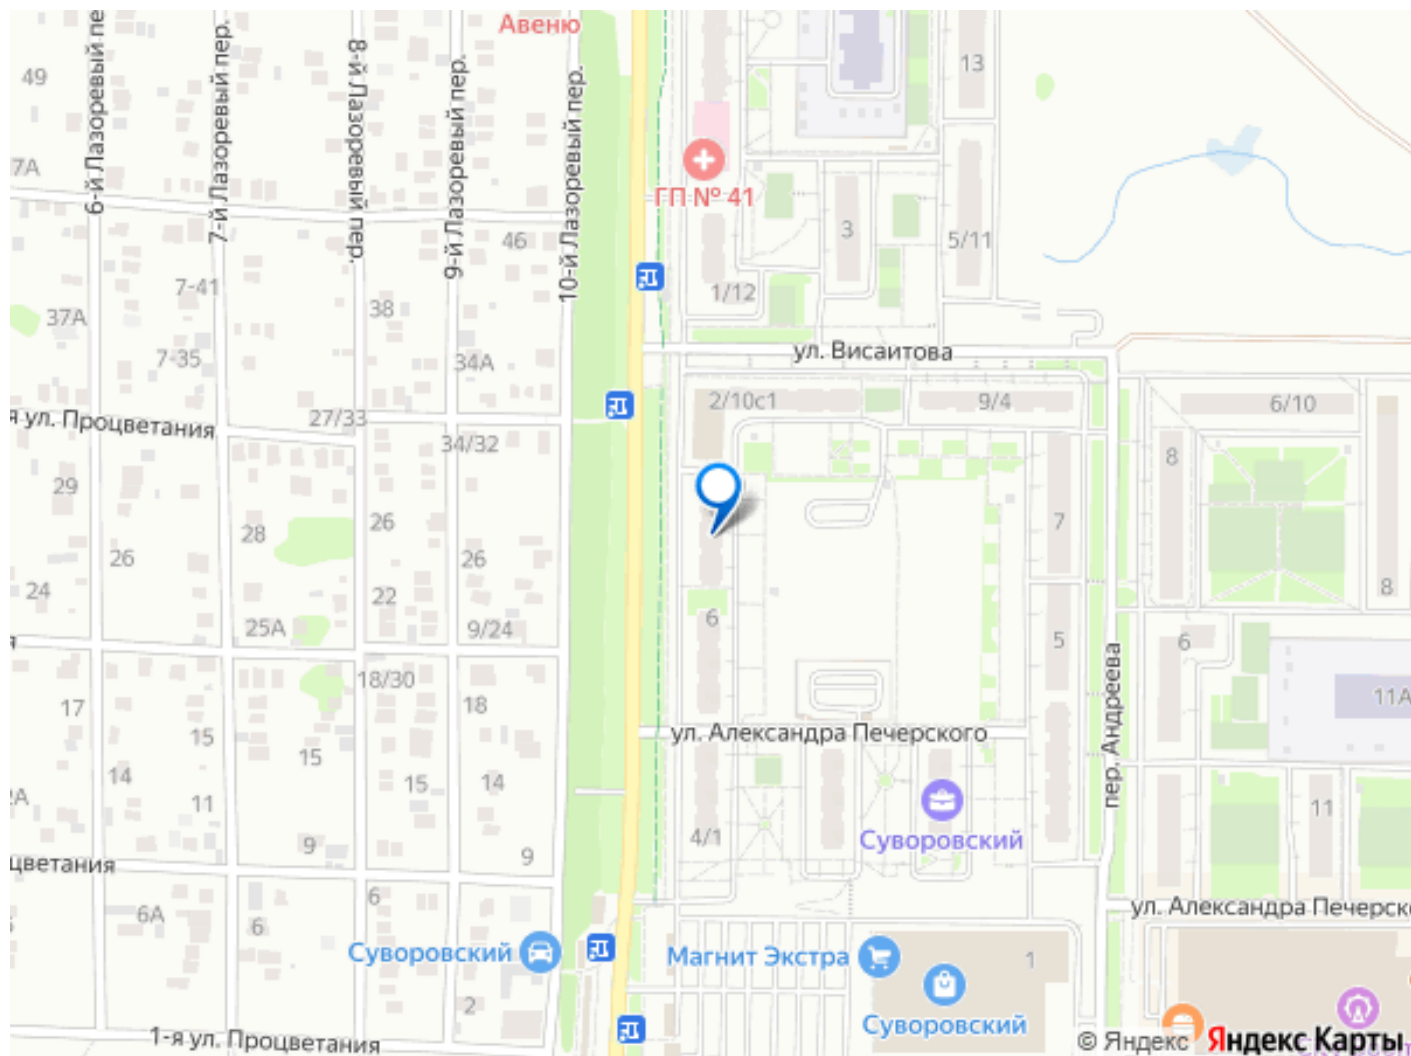 Авеню
13
49
6-й Лазоревый пер.
7-й Лазоревый пер.
8-й Лазоревый пер.
9-й Лазоревый пер.
10-й Лазоревый пер.
7А
ГП № 41
3
5/11
46
7-41
1/12
38
37А
7-35
34А
ул. Висаитова
2/10с1
9/4
6/10
я ул. Процветания
27/33
34/32
8
29
28
26
7
26
26
24
22
8
25А
9/24
6
5
6
я
18/30
17
18
11А
ул. Александра Печерского
пер. Андреева
15
15
14
15
14
2А
11
11
4/1
Суворовский
9
9
цветания
6
6А
6
ул. Александра Печерск
Суворовский
Магнит Экстра
1
2
Суворовский
1-я ул. Процветания
© Яндекс Яндекс Карты